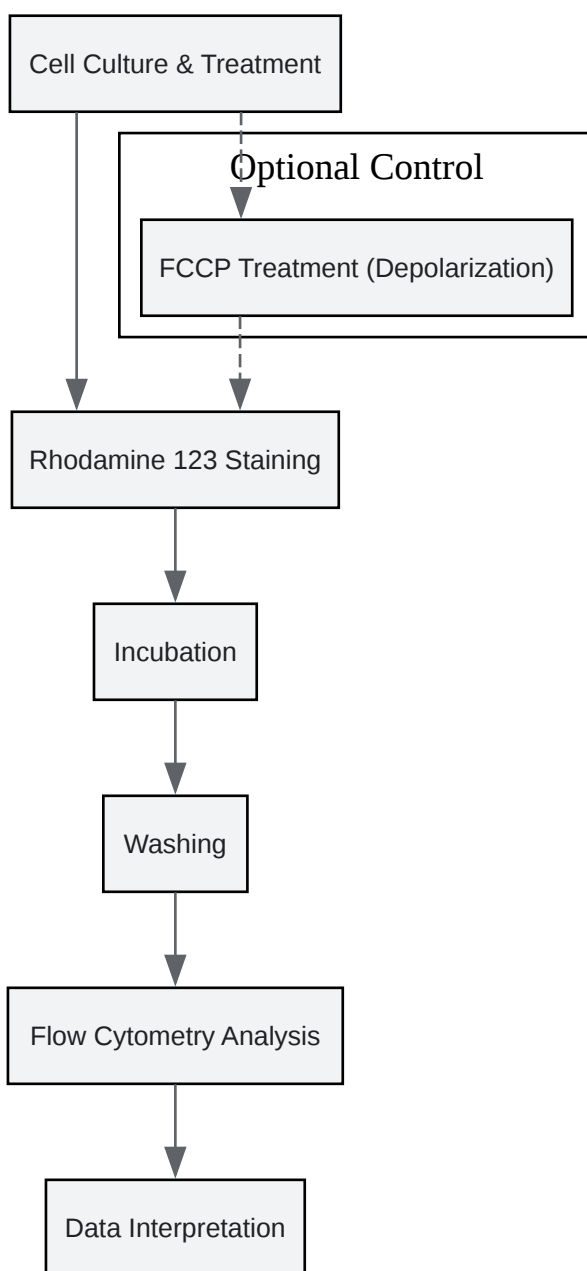 Cell Culture & Treatment
Optional Control
FCCP Treatment (Depolarization)
Rhodamine 123 Staining
Incubation
Washing
Flow Cytometry Analysis
Data Interpretation